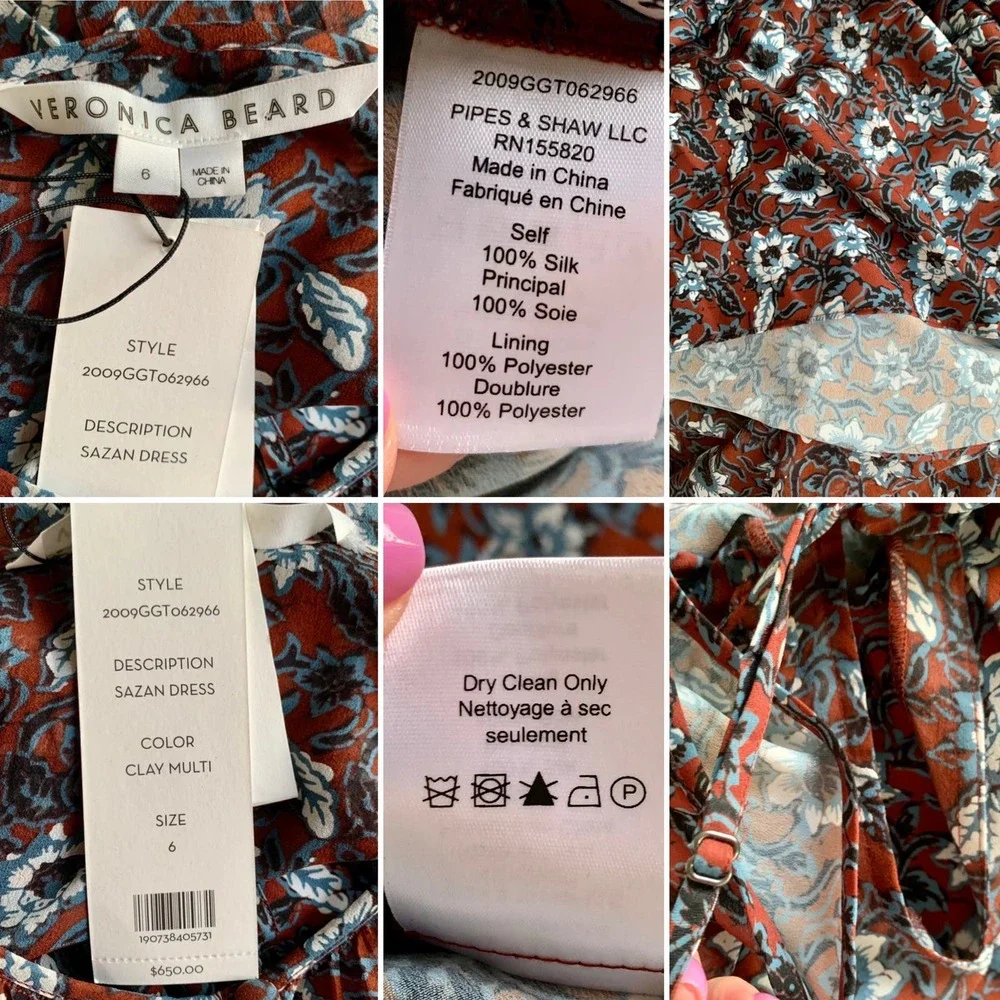 VERONICA BEARD
6
MADE IN
CHINA
STYLE
2009GGT062966
DESCRIPTION
SAZAN DRESS
2009GGT062966
PIPES & SHAW LLC
RN155820
Made in China
Fabriqué en Chine
Self
100% Silk
Principal
100% Soie
Lining
100% Polyester
Doublure
100% Polyester
STYLE
2009GGT062966
DESCRIPTION
SAZAN DRESS
COLOR
CLAY MULTI
SIZE
6
190738405731
$650.00
Dry Clean Only
Nettoyage à sec
seulement
P